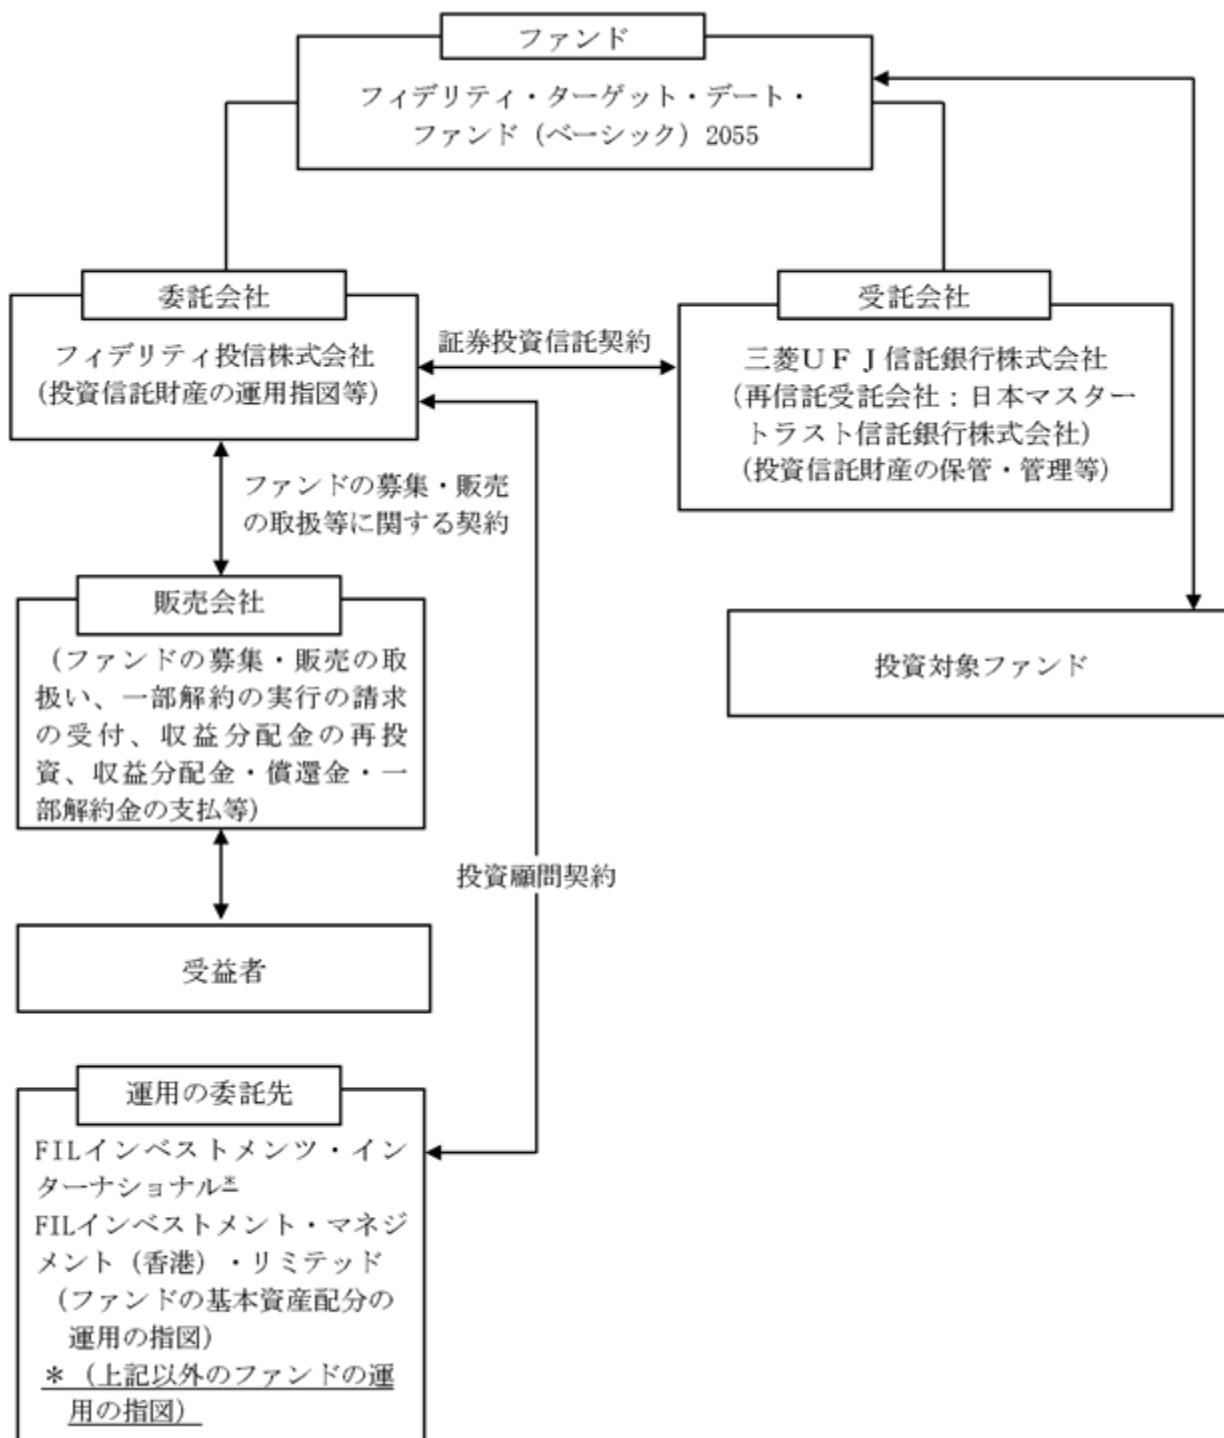 ファンド
フィデリティ・ターゲット・デート・
ファンド（ベーシック）2055
委託会社
フィデリティ投信株式会社
（投資信託財産の運用指図等）
証券投資信託契約
受託会社
三菱ＵＦＪ信託銀行株式会社
（再信託受託会社：日本マスター
トラスト信託銀行株式会社）
（投資信託財産の保管・管理等）
ファンドの募集・販売
の取扱等に関する契約
販売会社
（ファンドの募集・販売の取
扱い、一部解約の実行の請求
の受付、収益分配金の再投
資、収益分配金・償還金・一
部解約金の支払等）
投資対象ファンド
投資顧問契約
受益者
運用の委託先
FILインベストメンツ・イン
ターナショナル*
FILインベストメント・マネジ
メント（香港）・リミテッド
（ファンドの基本資産配分の
運用の指図）
＊（上記以外のファンドの運
用の指図）